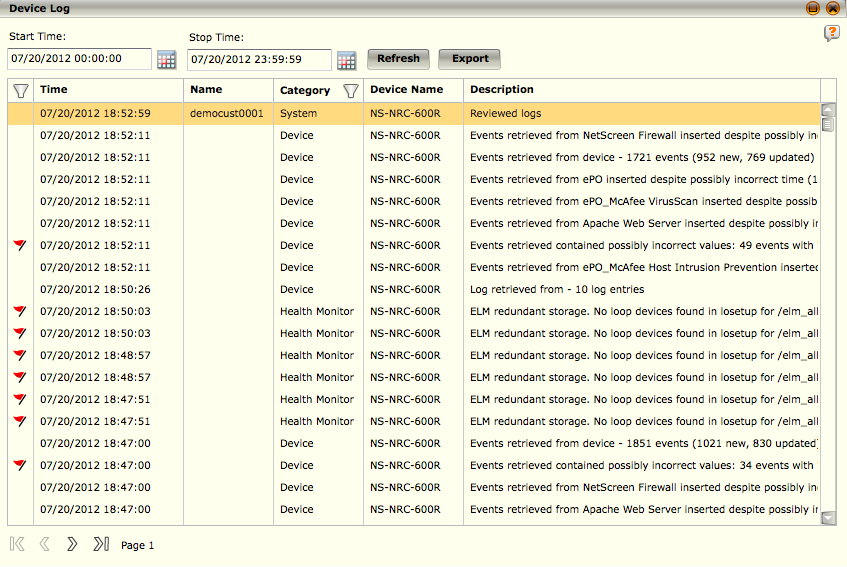 Device Log
Start Time:
Stop Time:
07/20/2012 00:00:00
07/20/2012 23:59:59
Refresh
Export
Time Name Category Device Name Description
07/20/2012 18:52:59 democust0001 System NS-NRC-600R Reviewed logs
07/20/2012 18:52:11 Device NS-NRC-600R Events retrieved from NetScreen Firewall inserted despite possibly in
07/20/2012 18:52:11 Device NS-NRC-600R Events retrieved from device - 1721 events (952 new, 769 updated)
07/20/2012 18:52:11 Device NS-NRC-600R Events retrieved from ePO inserted despite possibly incorrect time (1
07/20/2012 18:52:11 Device NS-NRC-600R Events retrieved from ePO_McAfee VirusScan inserted despite possib
07/20/2012 18:52:11 Device NS-NRC-600R Events retrieved from Apache Web Server inserted despite possibly ir
07/20/2012 18:52:11 Device NS-NRC-600R Events retrieved contained possibly incorrect values: 49 events with
07/20/2012 18:52:11 Device NS-NRC-600R Events retrieved from ePO_McAfee Host Intrusion Prevention inserted
07/20/2012 18:50:26 Device NS-NRC-600R Log retrieved from - 10 log entries
07/20/2012 18:50:03 Health Monitor NS-NRC-600R ELM redundant storage. No loop devices found in losetup for /elm_all
07/20/2012 18:50:03 Health Monitor NS-NRC-600R ELM redundant storage. No loop devices found in losetup for /elm_all
07/20/2012 18:48:57 Health Monitor NS-NRC-600R ELM redundant storage. No loop devices found in losetup for /elm_all
07/20/2012 18:48:57 Health Monitor NS-NRC-600R ELM redundant storage. No loop devices found in losetup for /elm_all
07/20/2012 18:47:51 Health Monitor NS-NRC-600R ELM redundant storage. No loop devices found in losetup for /elm_all
07/20/2012 18:47:51 Health Monitor NS-NRC-600R ELM redundant storage. No loop devices found in losetup for /elm_all
07/20/2012 18:47:00 Device NS-NRC-600R Events retrieved from device - 1851 events (1021 new, 830 updated)
07/20/2012 18:47:00 Device NS-NRC-600R Events retrieved contained possibly incorrect values: 34 events with
07/20/2012 18:47:00 Device NS-NRC-600R Events retrieved from NetScreen Firewall inserted despite possibly in
07/20/2012 18:47:00 Device NS-NRC-600R Events retrieved from Apache Web Server inserted despite possibly in
Page 1